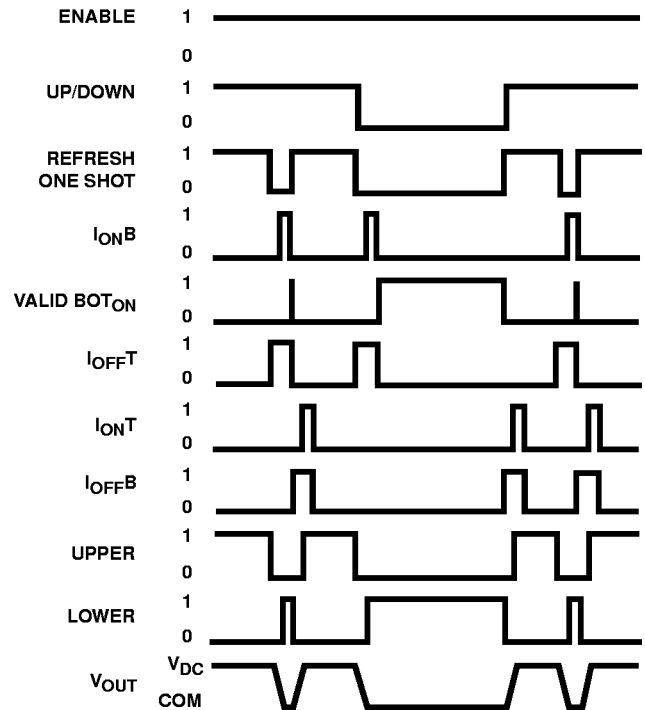 ENABLE 1
0
UP/DOWN 1
0
REFRESH 1
ONE SHOT 0
IONB 1
0
VALID BOTON 1
0
IOFFT 1
0
IONT 1
0
IOFFB 1
0
UPPER 1
0
LOWER 1
0
VOUT VDC
COM